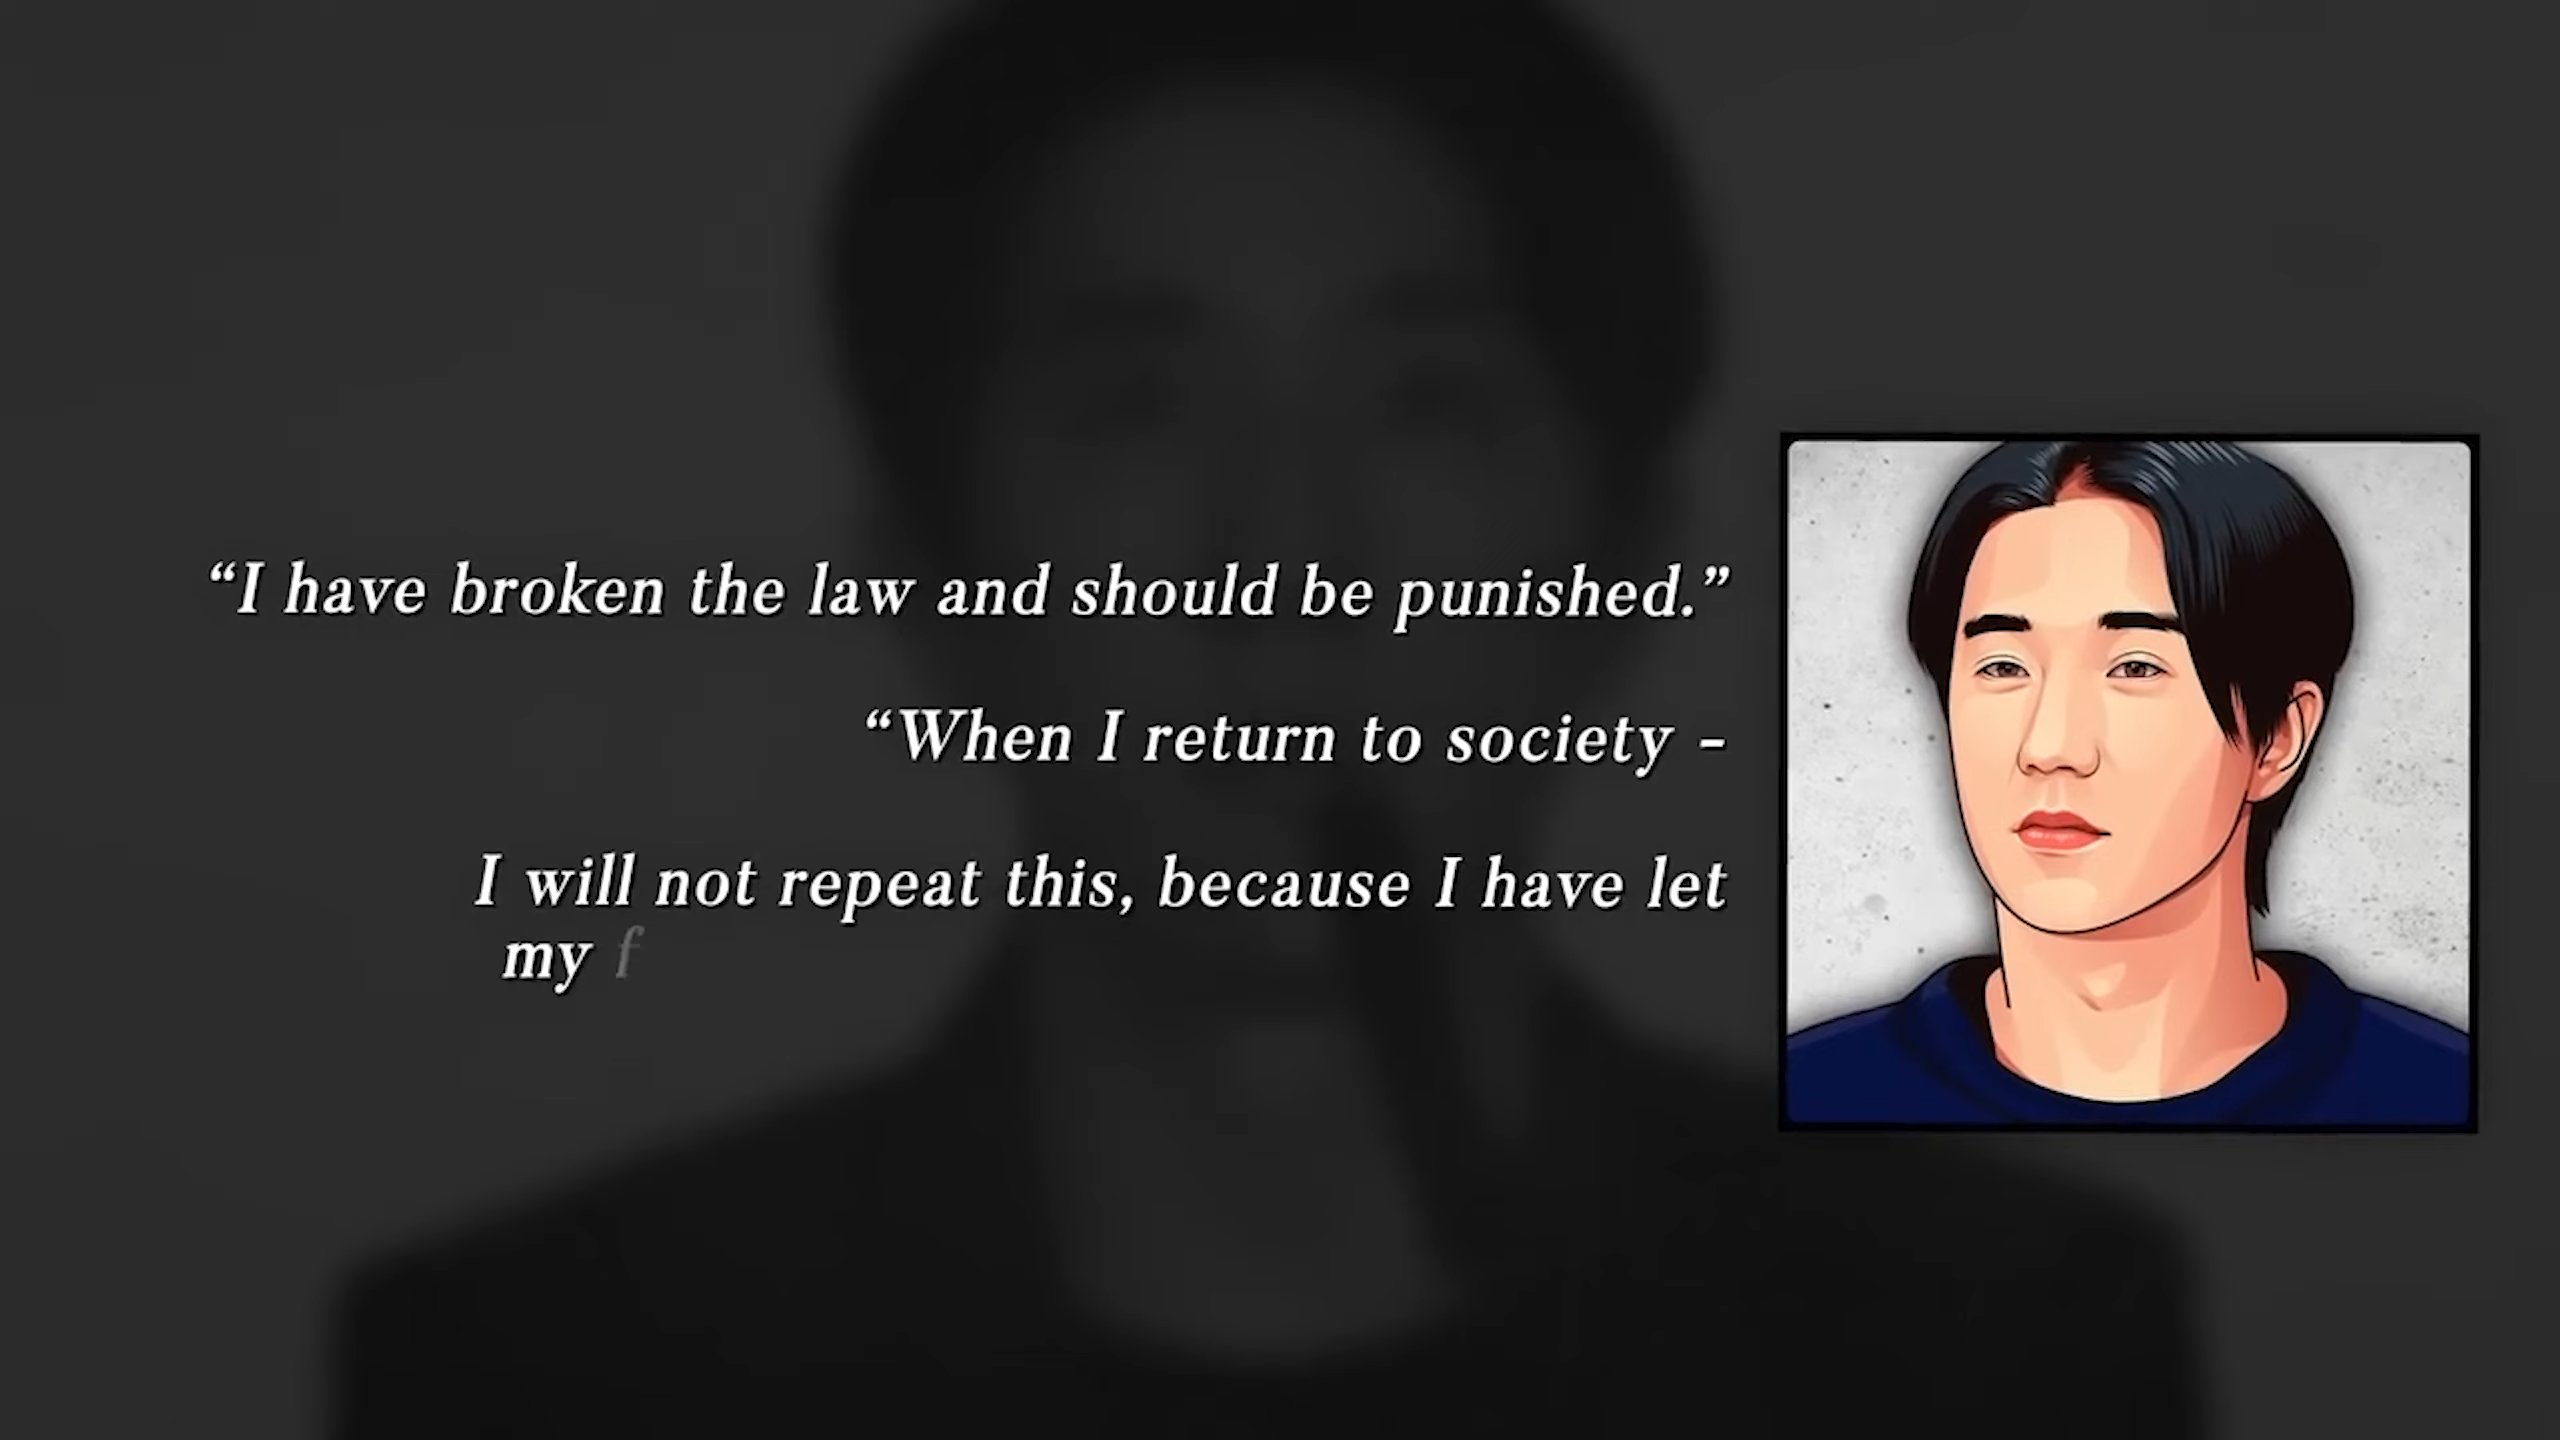 “I have broken the law and should be punished.”
“When I return to society -
I will not repeat this, because I have let
my f